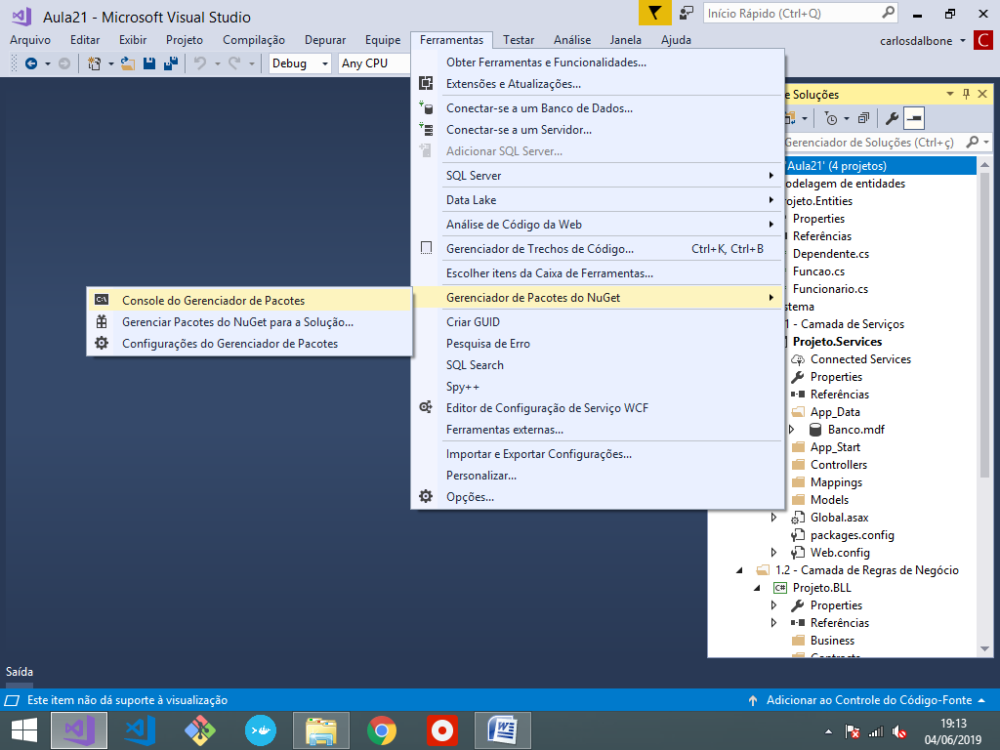 Aula21 - Microsoft Visual Studio
Início Rápido (Ctrl+Q)
Arquivo Editar Exibir Projeto Compilação Depurar Equipe Ferramentas Testar Análise Janela Ajuda
carlosdalbone C
Debug Any CPU
Obter Ferramentas e Funcionalidades...
Extensões e Atualizações...
Conectar-se a um Banco de Dados...
Conectar-se a um Servidor...
Adicionar SQL Server...
SQL Server
Data Lake
Análise de Código da Web
Gerenciador de Trechos de Código... Ctrl+K, Ctrl+B
Escolher itens da Caixa de Ferramentas...
Gerenciador de Pacotes do NuGet
Criar GUID
Pesquisa de Erro
SQL Search
Spy++
Editor de Configuração de Serviço WCF
Ferramentas externas...
Importar e Exportar Configurações...
Personalizar...
Opções...
C:\
Console do Gerenciador de Pacotes
Gerenciar Pacotes do NuGet para a Solução...
Configurações do Gerenciador de Pacotes
e Soluções
Gerenciador de Soluções (Ctrl+ç)
Aula21' (4 projetos)
odelagem de entidades
ojeto.Entities
Properties
Referências
Dependente.cs
Funcao.cs
Funcionario.cs
stema
1 - Camada de Serviços
Projeto.Services
Connected Services
Properties
Referências
App_Data
Banco.mdf
App_Start
Controllers
Mappings
Models
Global.asax
packages.config
Web.config
1.2 - Camada de Regras de Negócio
C# Projeto.BLL
Properties
Referências
Business
Contracts
Saída
Este item não dá suporte à visualização
Adicionar ao Controle do Código-Fonte
19:13
04/06/2019